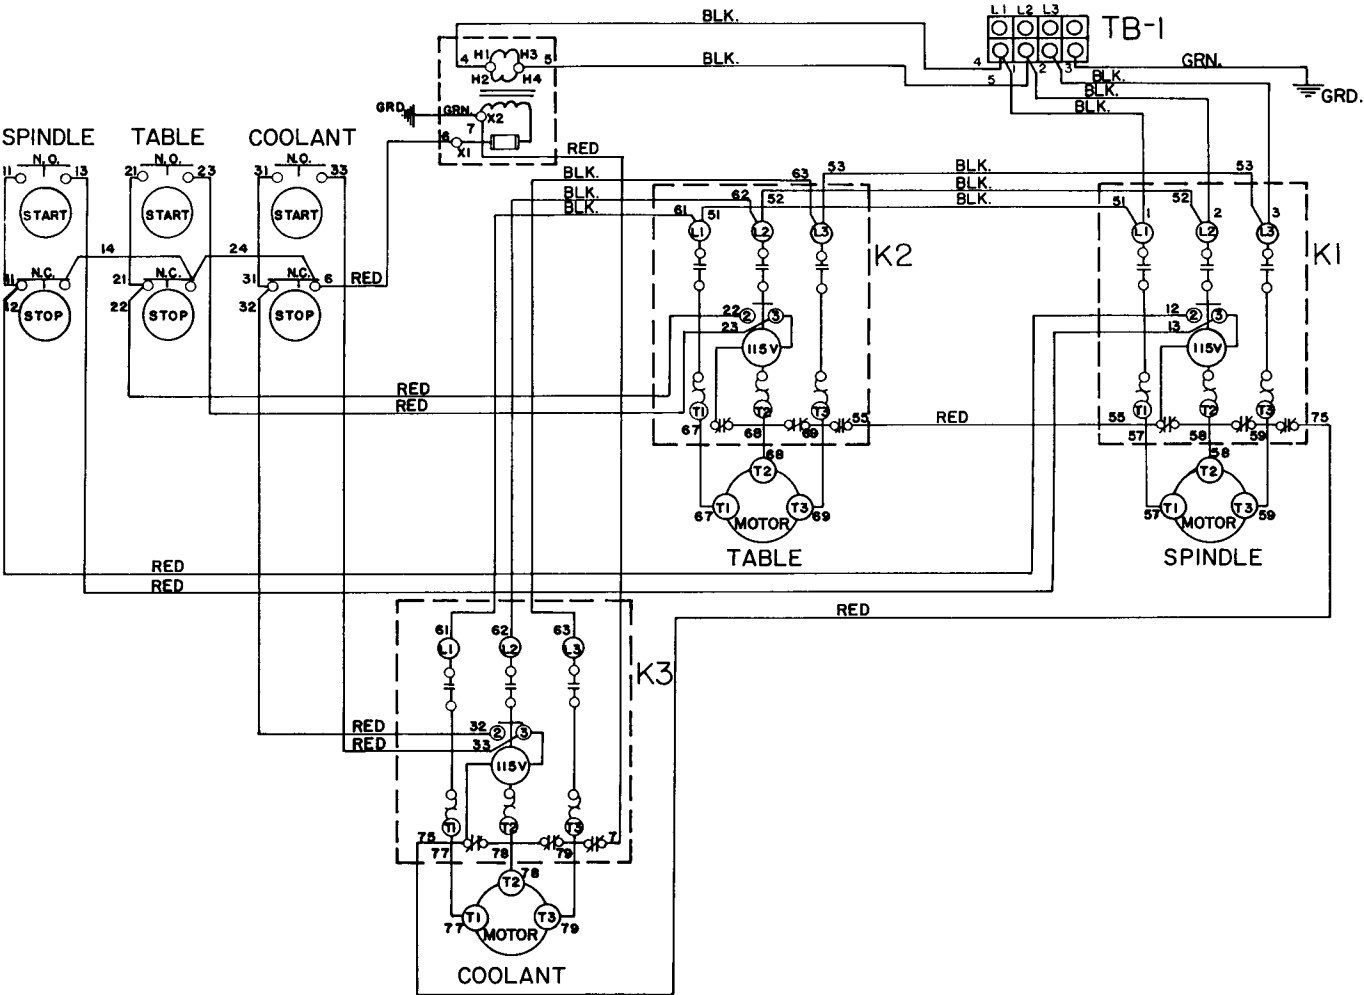 BLK.
L1 L2 L3
TB-1
H1 H3
4 5
H2 H4
BLK.
4 1 2 3
5
GRN.
BLK.
BLK.
BLK.
GRD.
GRD. GRN. X2
7
6 X1
RED
SPINDLE TABLE COOLANT
N.O. N.O. N.O.
11 13 21 23 31 33
START START START
14 24
N.C. N.C. N.C.
11 21 31 6 RED
12 22 32
STOP STOP STOP
BLK. 63 53 BLK. 53
BLK. 62 52 BLK. 52
BLK. 61 51 BLK. 51
1 2 3
L1 L2 L3 K2
L1 L2 L3 K1
22 2 3
23
115V
12 2 3
13
115V
RED
RED
T1 T2 T3
67 68 69 55
RED
T1 T2 T3
55 57 58 59 75
68
T2
T1 T3
67 69
MOTOR
TABLE
58
T2
T1 T3
57 59
MOTOR
SPINDLE
RED
RED
RED
61 62 63
L1 L2 L3
K3
RED 32 2 3
RED 33
115V
T1 T2 T3
75 77 78 79 7
T2 78
T1 T3
77 79
MOTOR
COOLANT